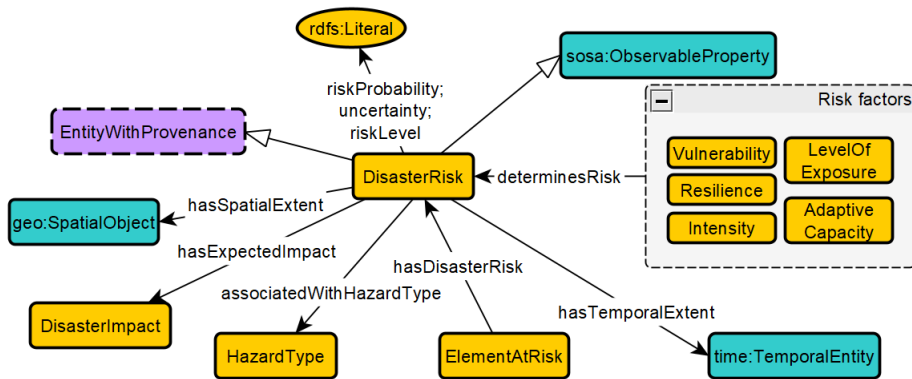 rdfs:Literal
sosa:ObservableProperty
riskProbability;
uncertainty;
riskLevel
Risk factors
EntityWithProvenance
Vulnerability
LevelOf
Exposure
DisasterRisk
determinesRisk
Resilience
hasSpatialExtent
geo:SpatialObject
Intensity
Adaptive
Capacity
hasExpectedImpact
hasDisasterRisk
associatedWithHazardType
hasTemporalExtent
DisasterImpact
HazardType
ElementAtRisk
time:TemporalEntity